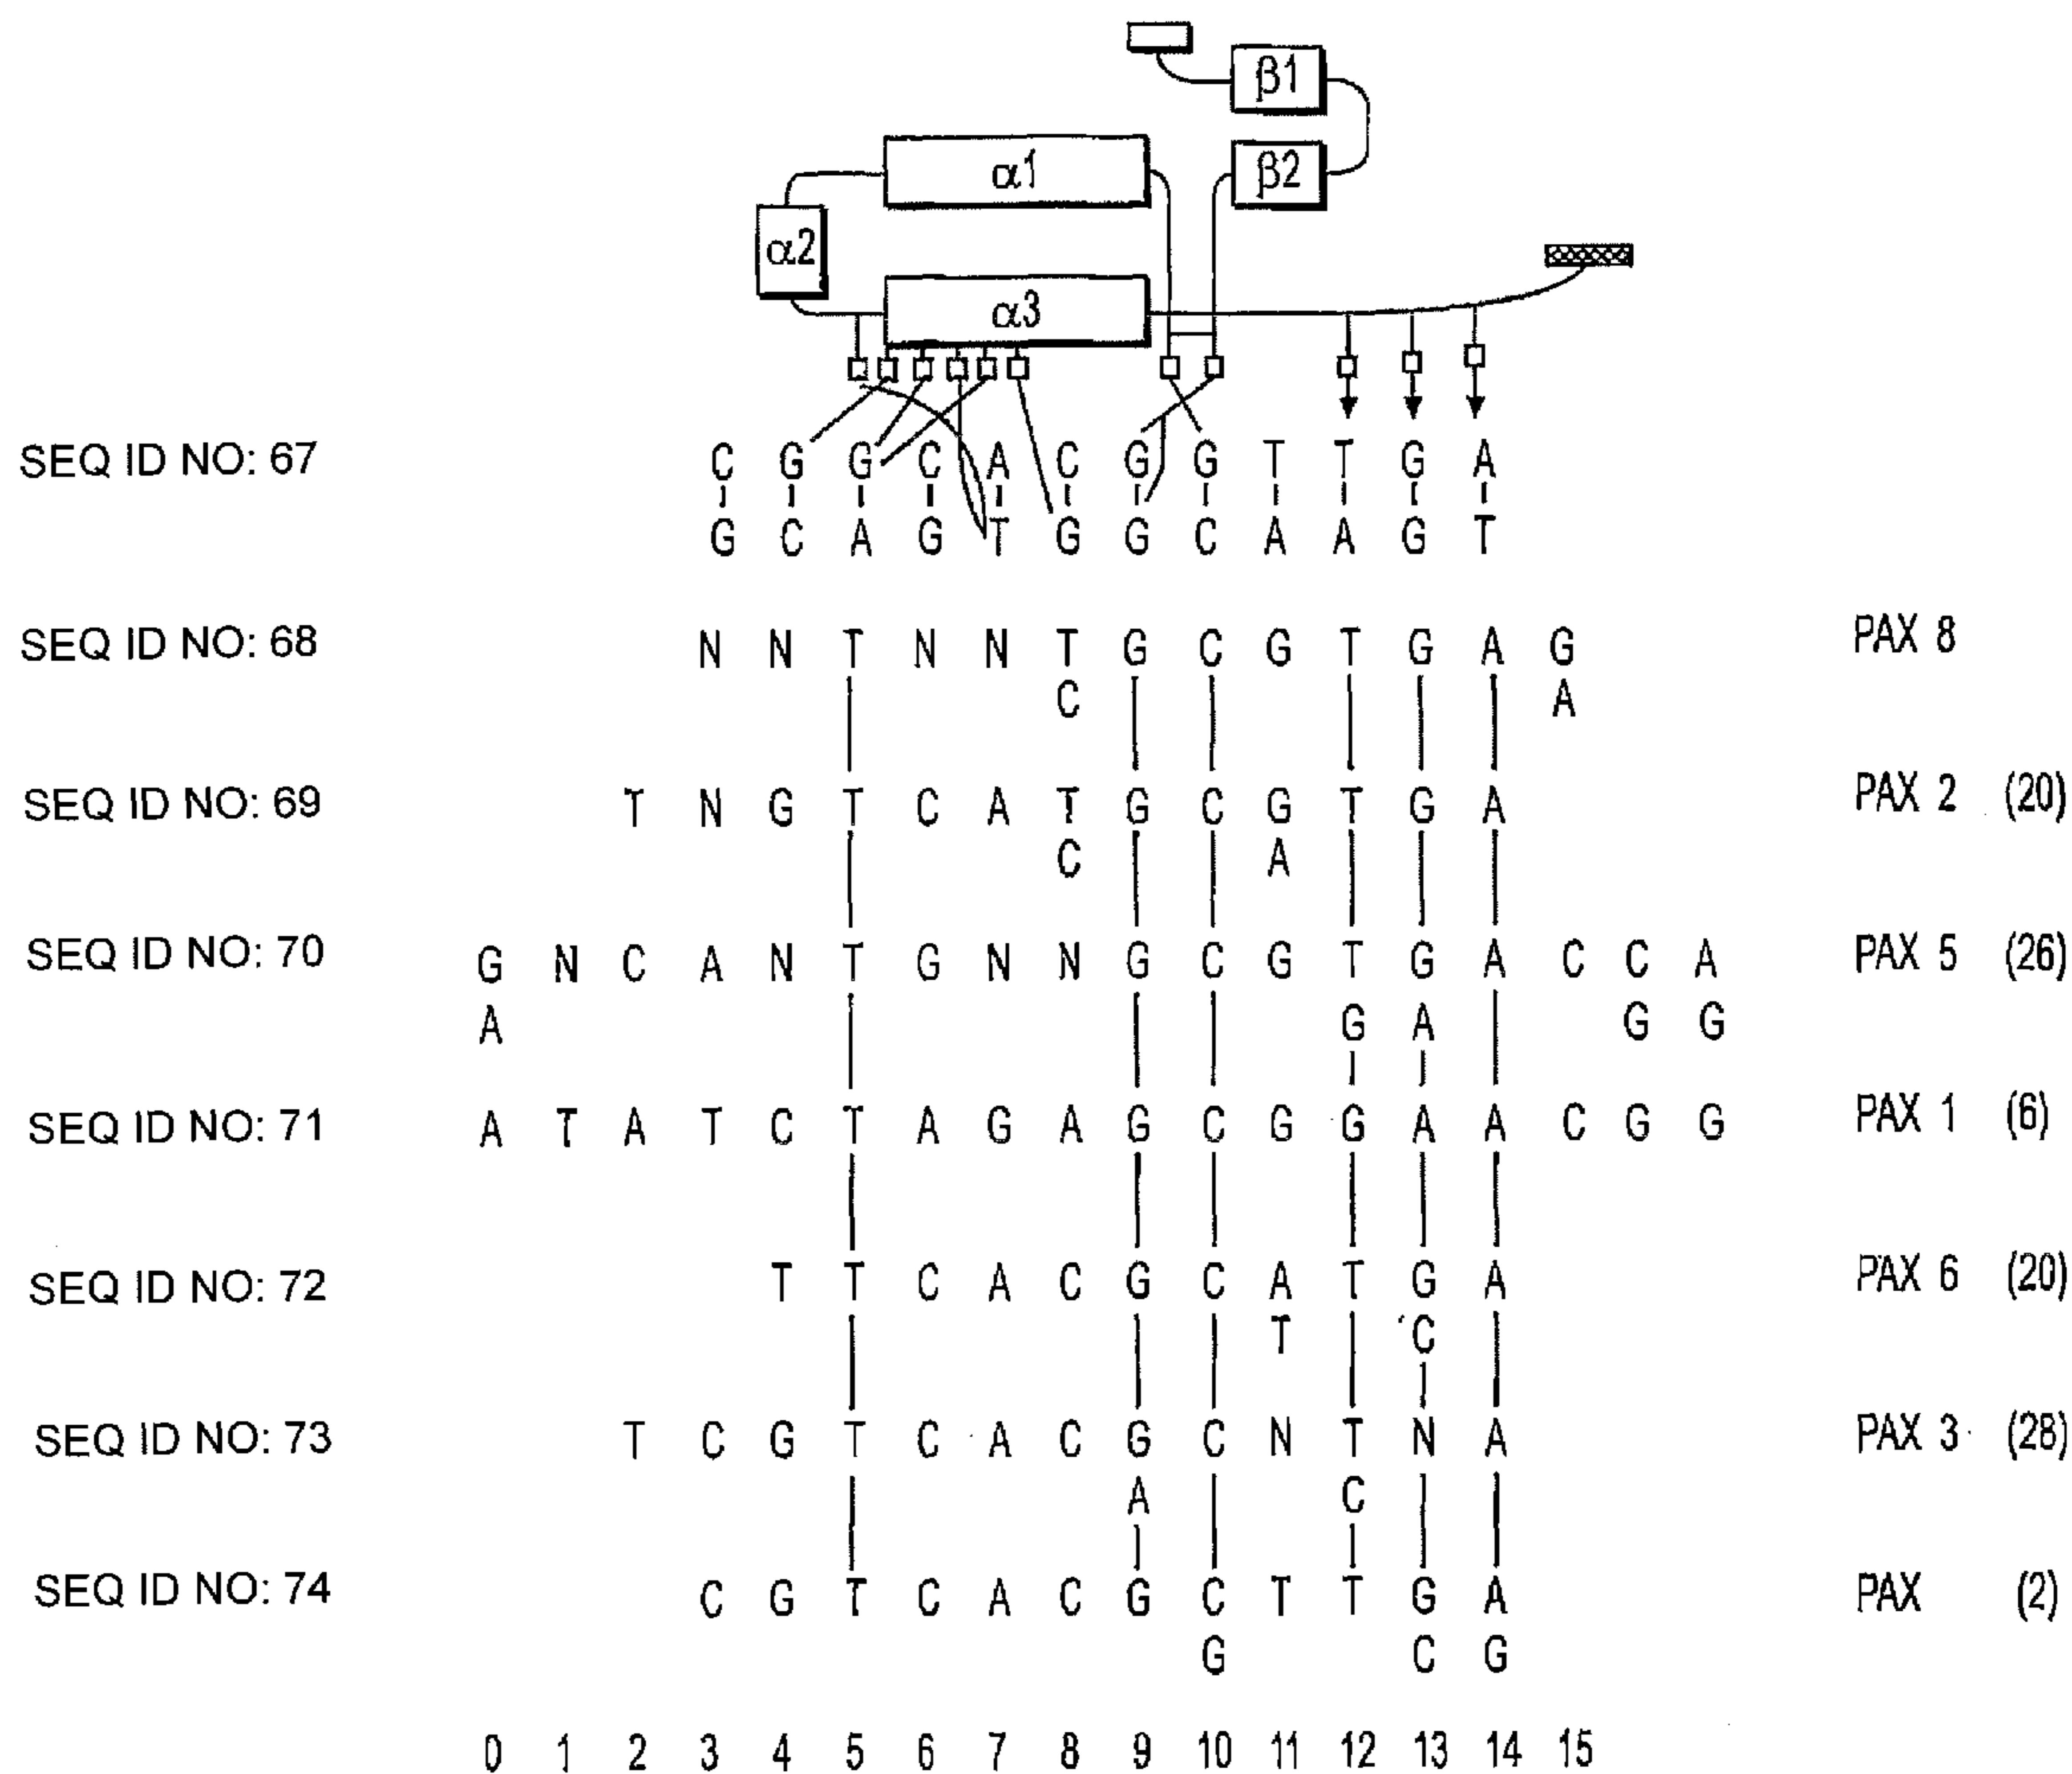 β1
α1 β2
α2
α3
SEQ ID NO: 67 C G G C A C G G T T G A
G C A G T G G C A A G T
SEQ ID NO: 68 N N T N N T G C G T G A G PAX 8
C A
SEQ ID NO: 69 T N G T C A T G C G T G A PAX 2 (20)
C A
SEQ ID NO: 70 G N C A N T G N N G C G T G A C C A PAX 5 (26)
A G A G G
SEQ ID NO: 71 A T A T C T A G A G C G G A A C G G PAX 1 (6)
SEQ ID NO: 72 T T C A C G C A T G A PAX 6 (20)
T C
SEQ ID NO: 73 T C G T C A C G C N T N A PAX 3 (28)
A C
SEQ ID NO: 74 C G T C A C G C T T G A PAX (2)
G C G
0 1 2 3 4 5 6 7 8 9 10 11 12 13 14 15